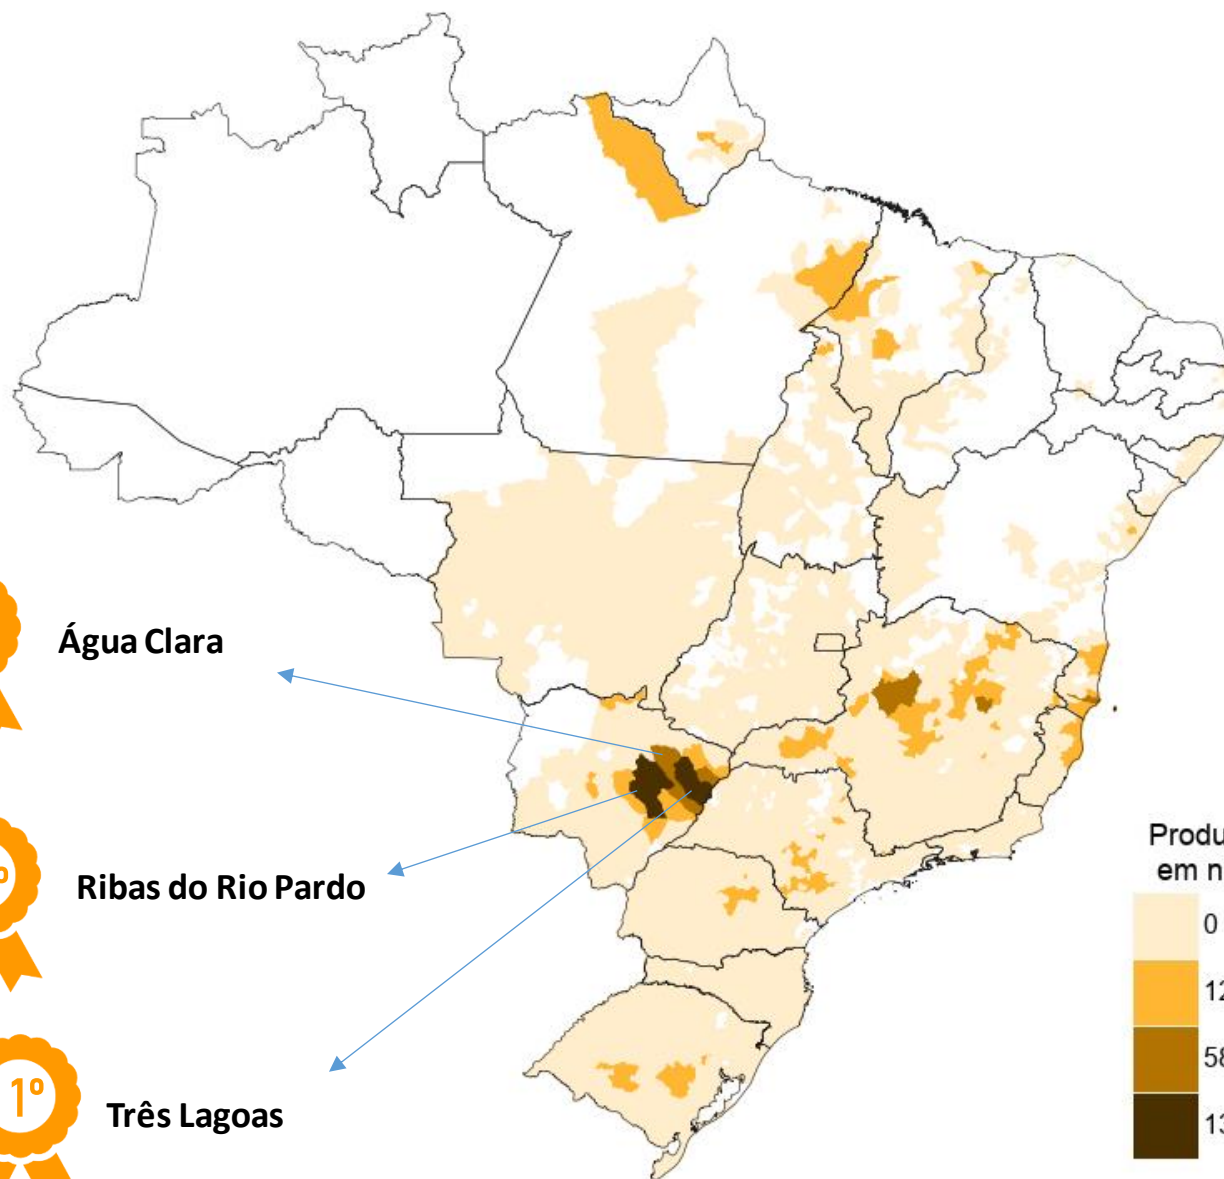 Água Clara
Ribas do Rio Pardo
1º
Três Lagoas
Produ
em n
0
12
58
13